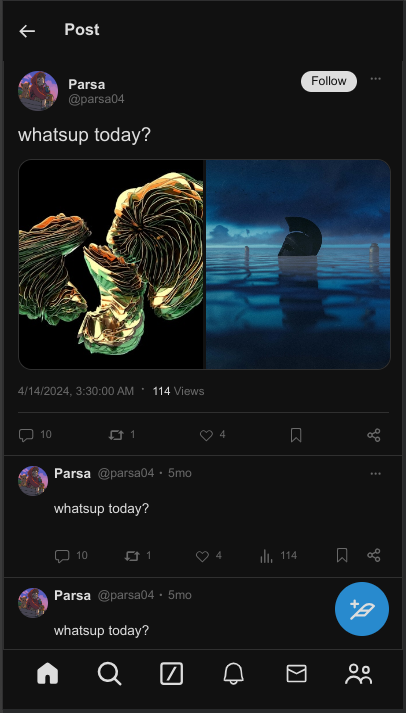 Post
Parsa
@parsa04
Follow
whatsup today?
4/14/2024, 3:30:00 AM · 114 Views
10 1 4
Parsa @parsa04 · 5mo
whatsup today?
10 1 4 114
Parsa @parsa04 · 5mo
whatsup today?